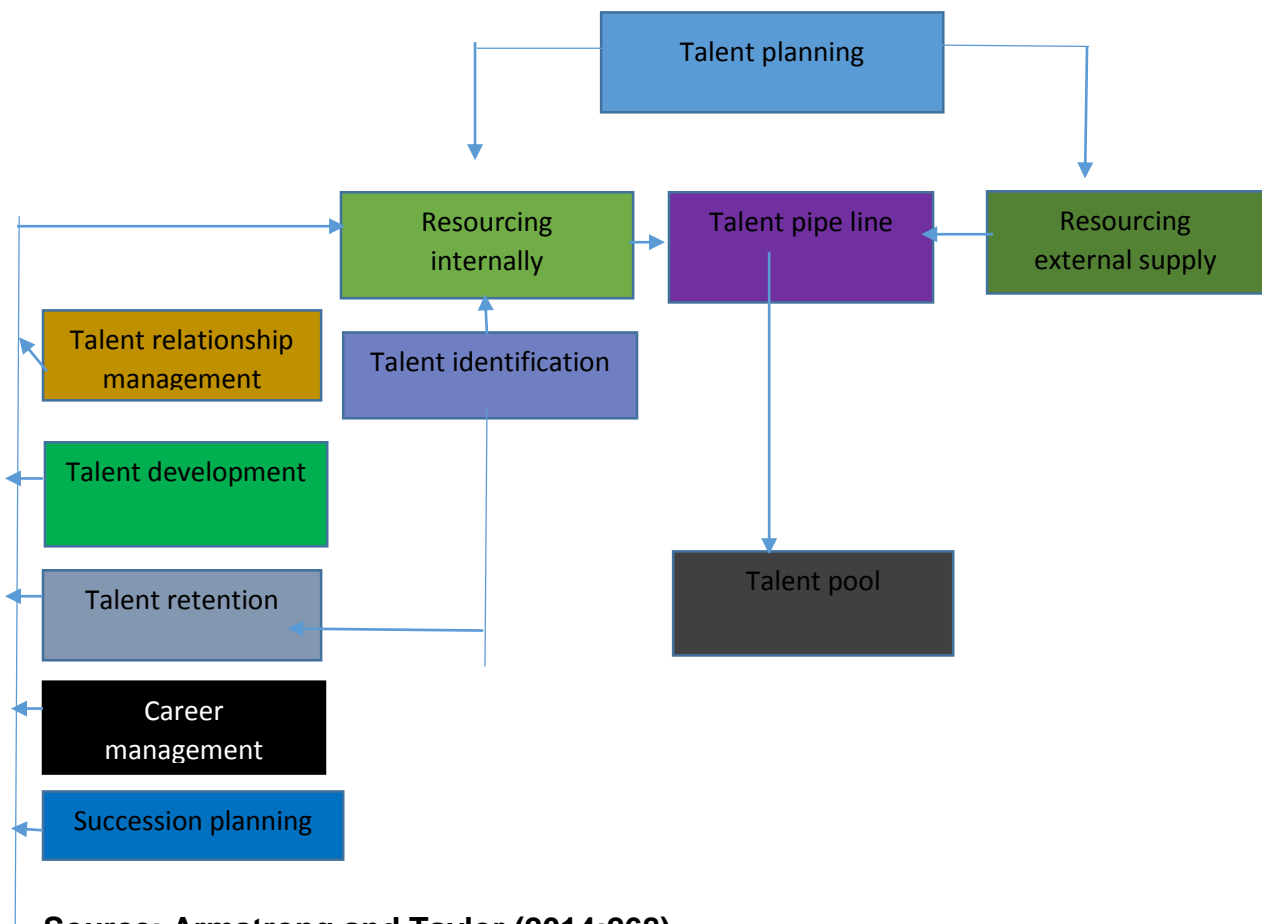 Talent planning
Resourcing
internally
Talent pipe line
Resourcing
external supply
Talent relationship
management
Talent identification
Talent development
Talent retention
Talent pool
Career
management
Succession planning
Source: Armstrong and Taylor (2014:268)